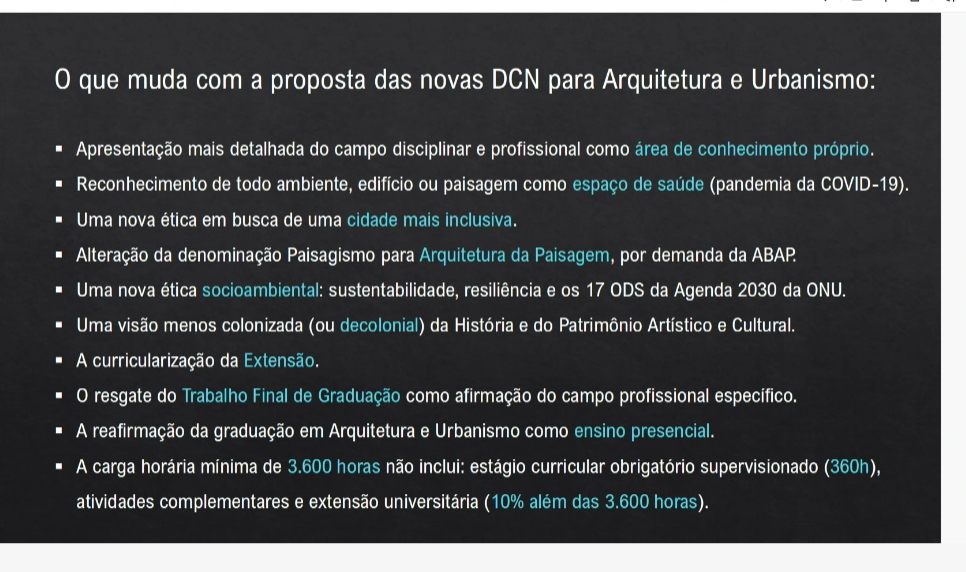 O que muda com a proposta das novas DCN para Arquitetura e Urbanismo:
▪ Apresentação mais detalhada do campo disciplinar e profissional como área de conhecimento próprio.
▪ Reconhecimento de todo ambiente, edifício ou paisagem como espaço de saúde (pandemia da COVID-19).
▪ Uma nova ética em busca de uma cidade mais inclusiva.
▪ Alteração da denominação Paisagismo para Arquitetura da Paisagem, por demanda da ABAP.
▪ Uma nova ética socioambiental: sustentabilidade, resiliência e os 17 ODS da Agenda 2030 da ONU.
▪ Uma visão menos colonizada (ou decolonial) da História e do Patrimônio Artístico e Cultural.
▪ A curricularização da Extensão.
▪ O resgate do Trabalho Final de Graduação como afirmação do campo profissional específico.
▪ A reafirmação da graduação em Arquitetura e Urbanismo como ensino presencial.
▪ A carga horária mínima de 3.600 horas não inclui: estágio curricular obrigatório supervisionado (360h),
atividades complementares e extensão universitária (10% além das 3.600 horas).